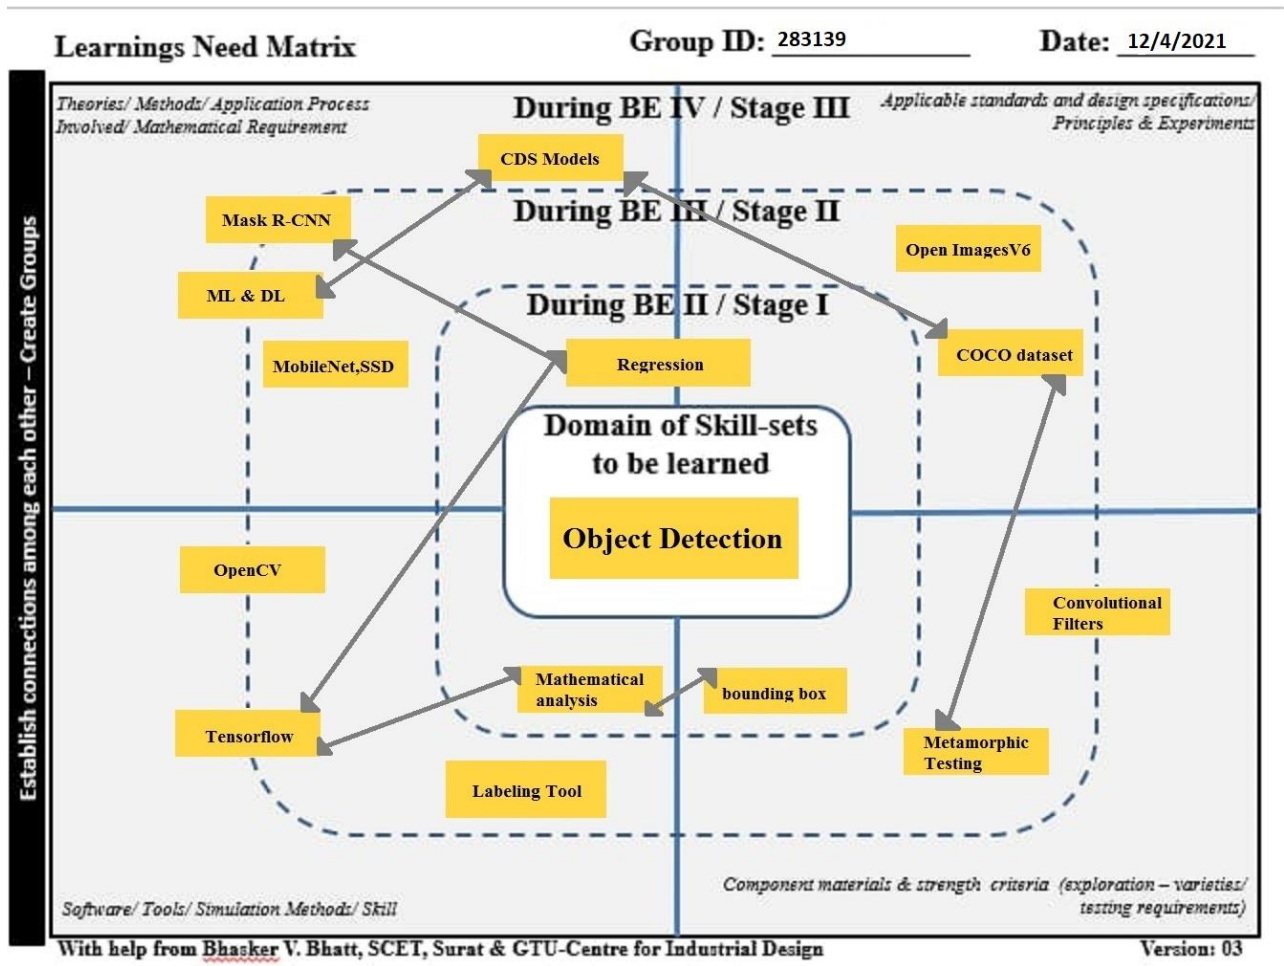 Learnings Need Matrix
Group ID: 283139
Date: 12/4/2021
Establish connections among each other – Create Groups
Theories/ Methods/ Application Process
Involved/ Mathematical Requirement
During BE IV / Stage III
Applicable standards and design specifications/
Principles & Experiments
CDS Models
Mask R-CNN
During BE III / Stage II
Open ImagesV6
ML & DL
During BE II / Stage I
MobileNet,SSD
Regression
COCO dataset
Domain of Skill-sets
to be learned
Object Detection
OpenCV
Convolutional
Filters
Mathematical
analysis
bounding box
Tensorflow
Metamorphic
Testing
Labeling Tool
Component materials & strength criteria (exploration – varieties/
testing requirements)
Software/ Tools/ Simulation Methods/ Skill
With help from Bhasker V. Bhatt, SCET, Surat & GTU-Centre for Industrial Design
Version: 03